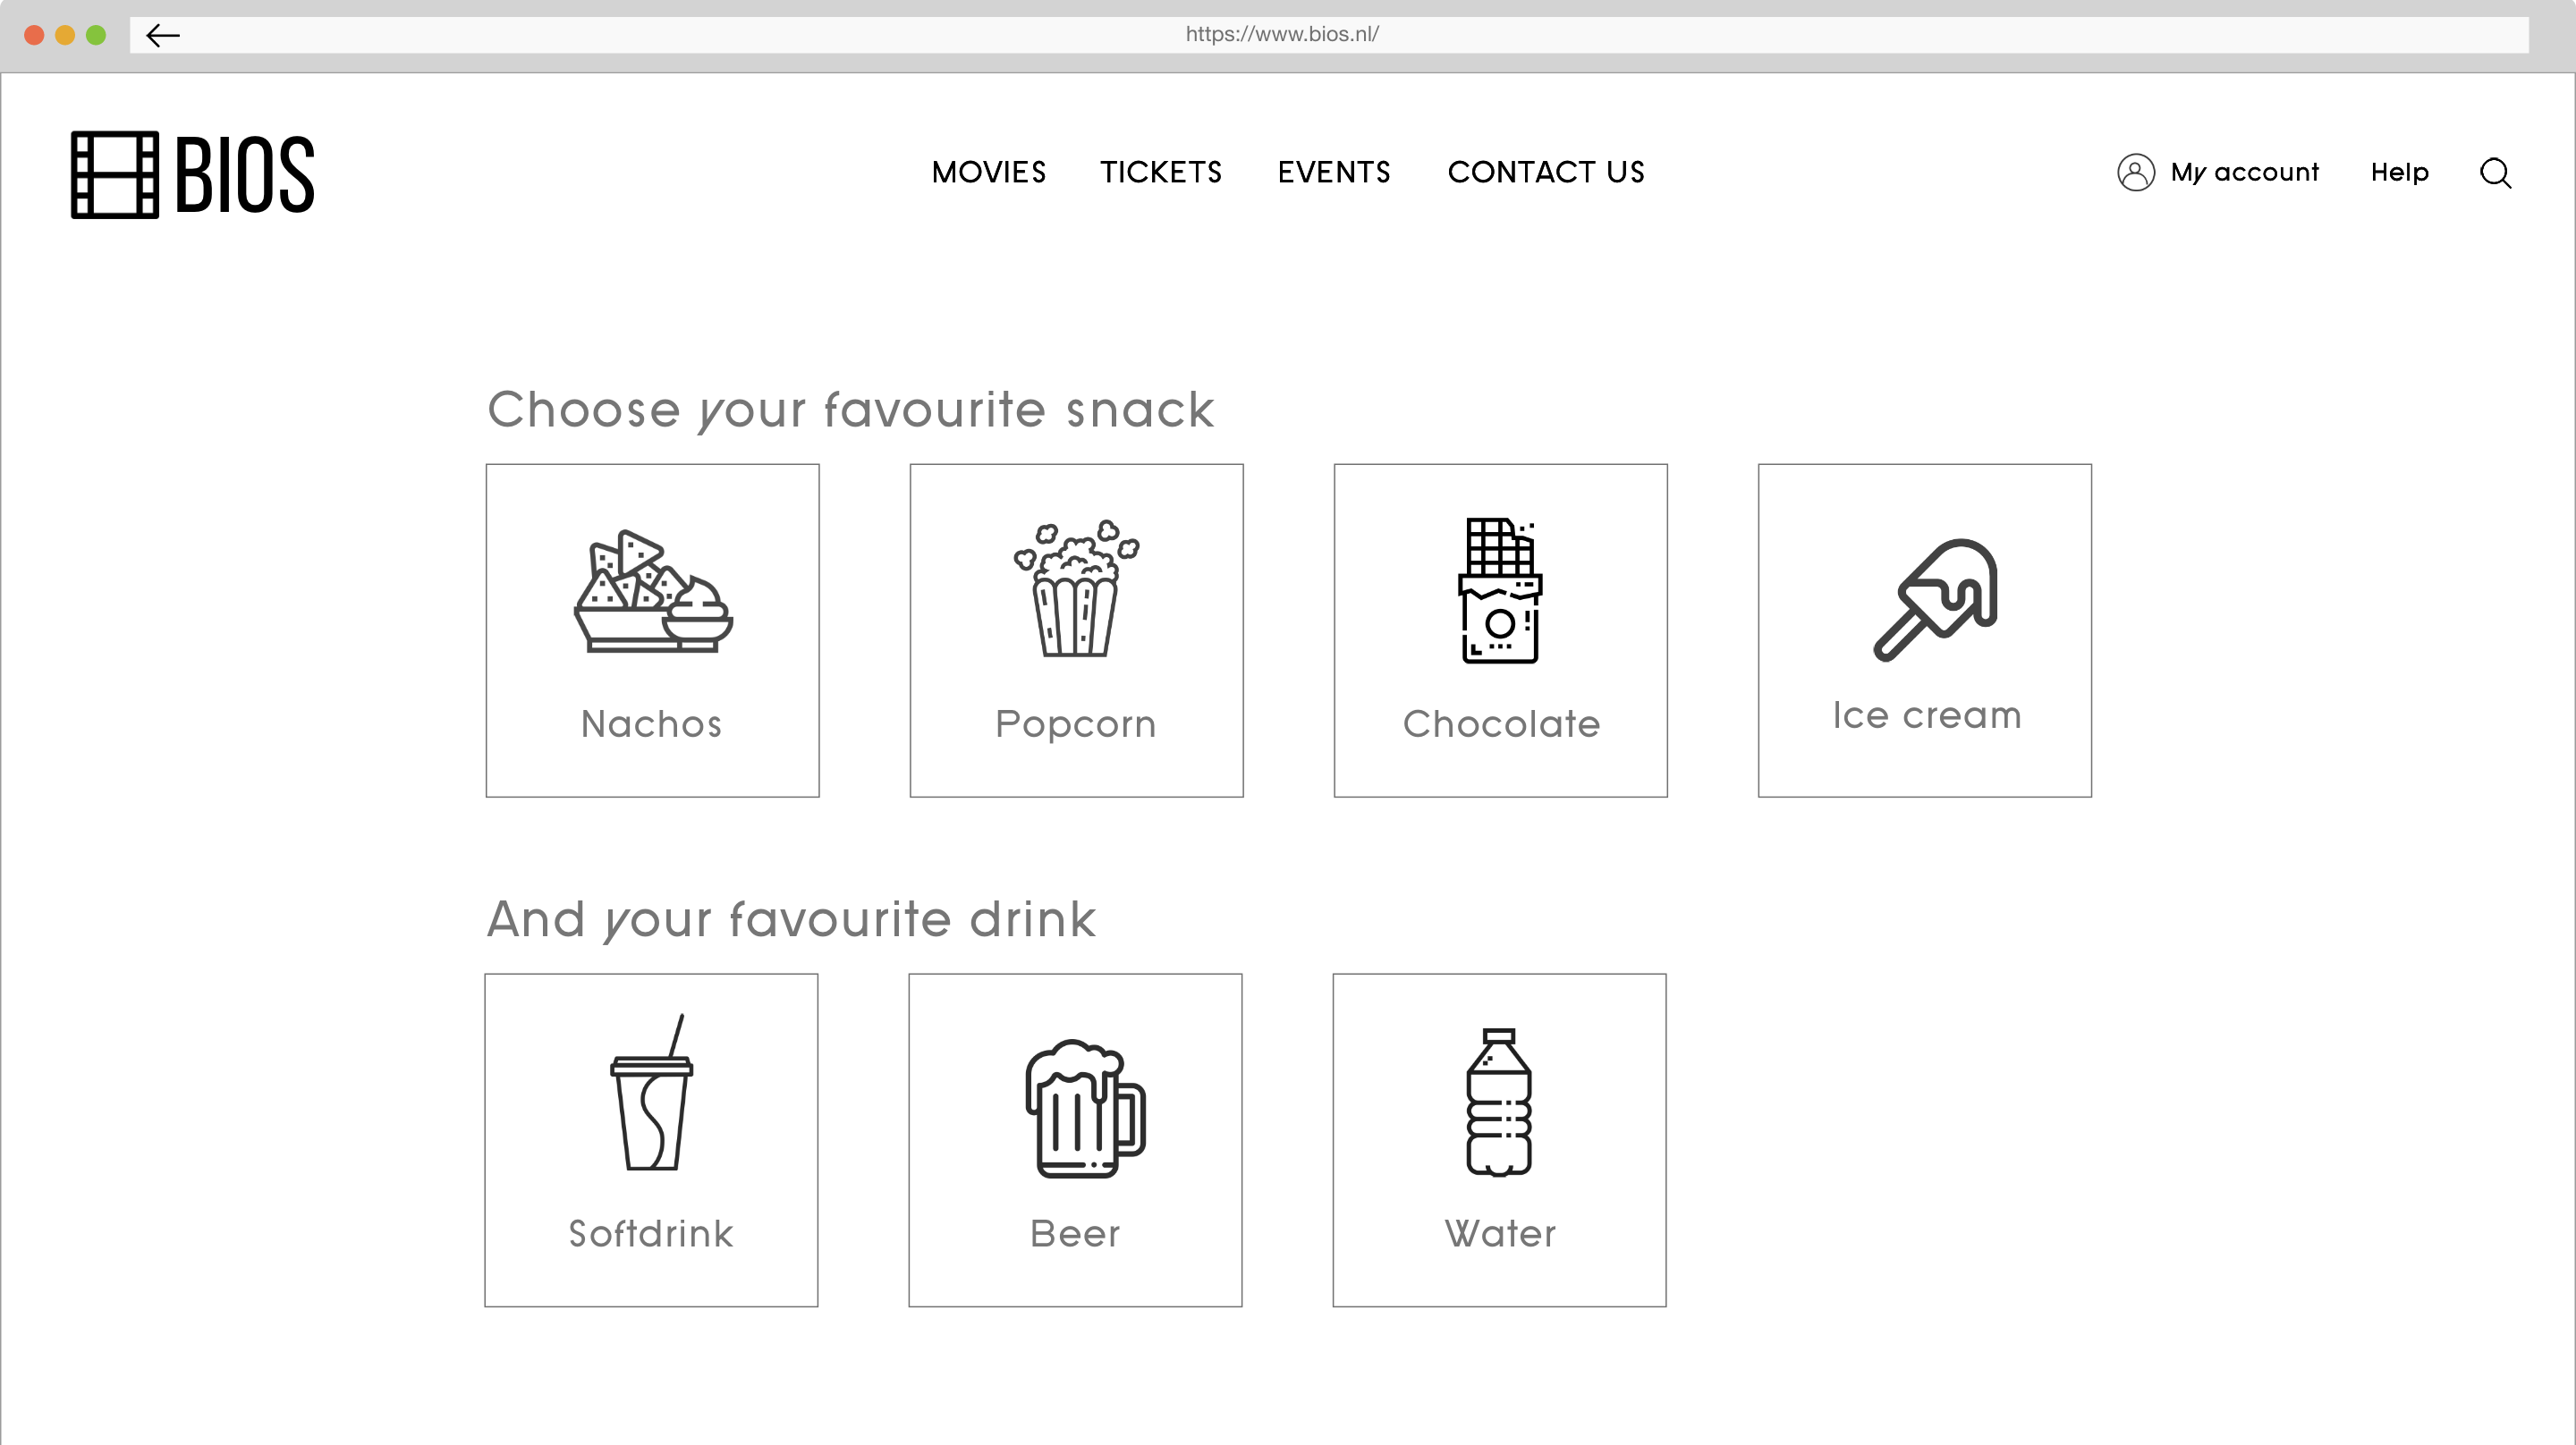 https://www.bios.nl/
BIOS
MOVIES TICKETS EVENTS CONTACT US
My account Help
Choose your favourite snack
Nachos Popcorn Chocolate Ice cream
And your favourite drink
Softdrink Beer Water